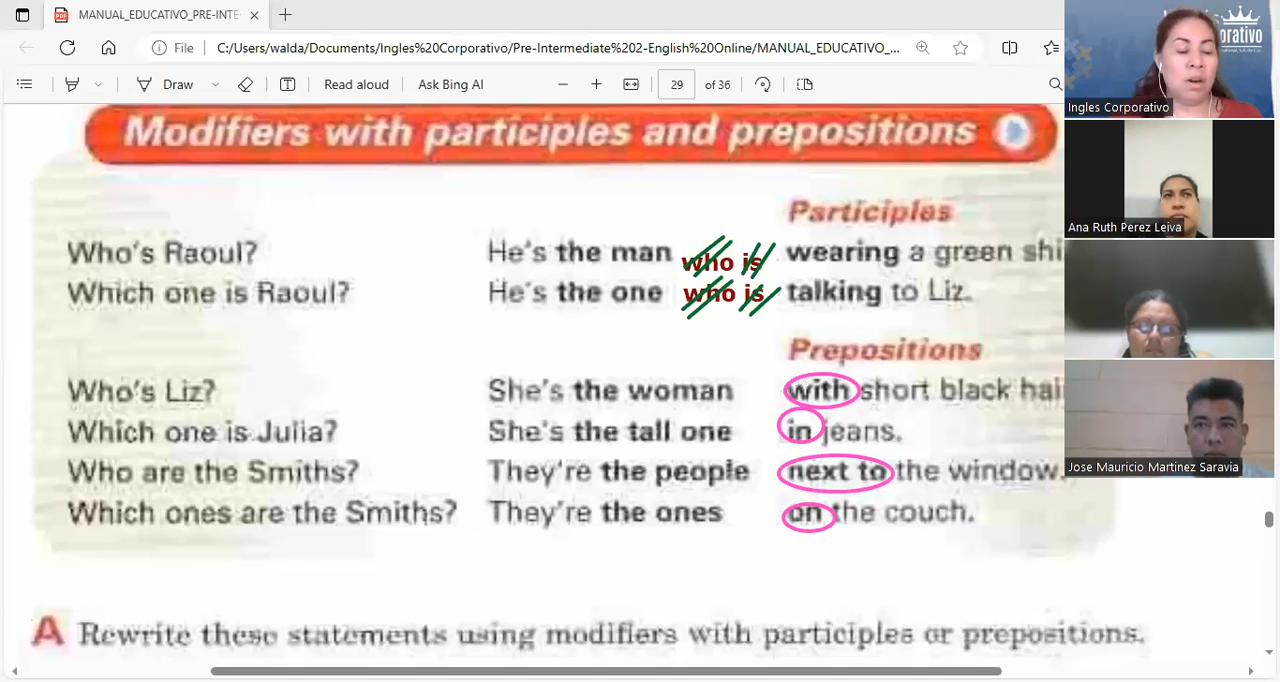 MANUAL_EDUCATIVO_PRE-INTE
File
C:/Users/walda/Documents/Ingles%20Corporativo/Pre-Intermediate%202-English%20Online/MANUAL_EDUCATIVO_...
Draw
Read aloud
Ask Bing AI
29 of 36
Modifiers with participles and prepositions
Participles
Who's Raoul? He's the man who is wearing a green shi
Which one is Raoul? He's the one who is talking to Liz.
Prepositions
Who's Liz? She's the woman with short black hai
Which one is Julia? She's the tall one in jeans.
Who are the Smiths? They're the people next to the window.
Which ones are the Smiths? They're the ones on the couch.
A Rewrite these statements using modifiers with participles or prepositions.
porativo
Ingles Corporativo
Ana Ruth Perez Leiva
Jose Mauricio Martinez Saravia